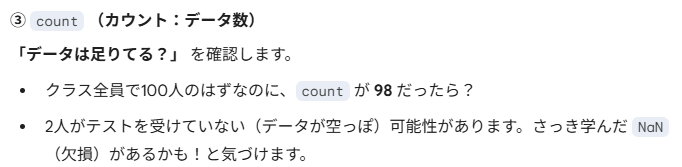 ③ count （カウント：データ数）
「データは足りてる？」 を確認します。
• クラス全員で100人のはずなのに、 count が 98 だったら？
• 2人がテストを受けていない（データが空っぽ）可能性があります。さっき学んだ NaN
（欠損）があるかも！と気づけます。